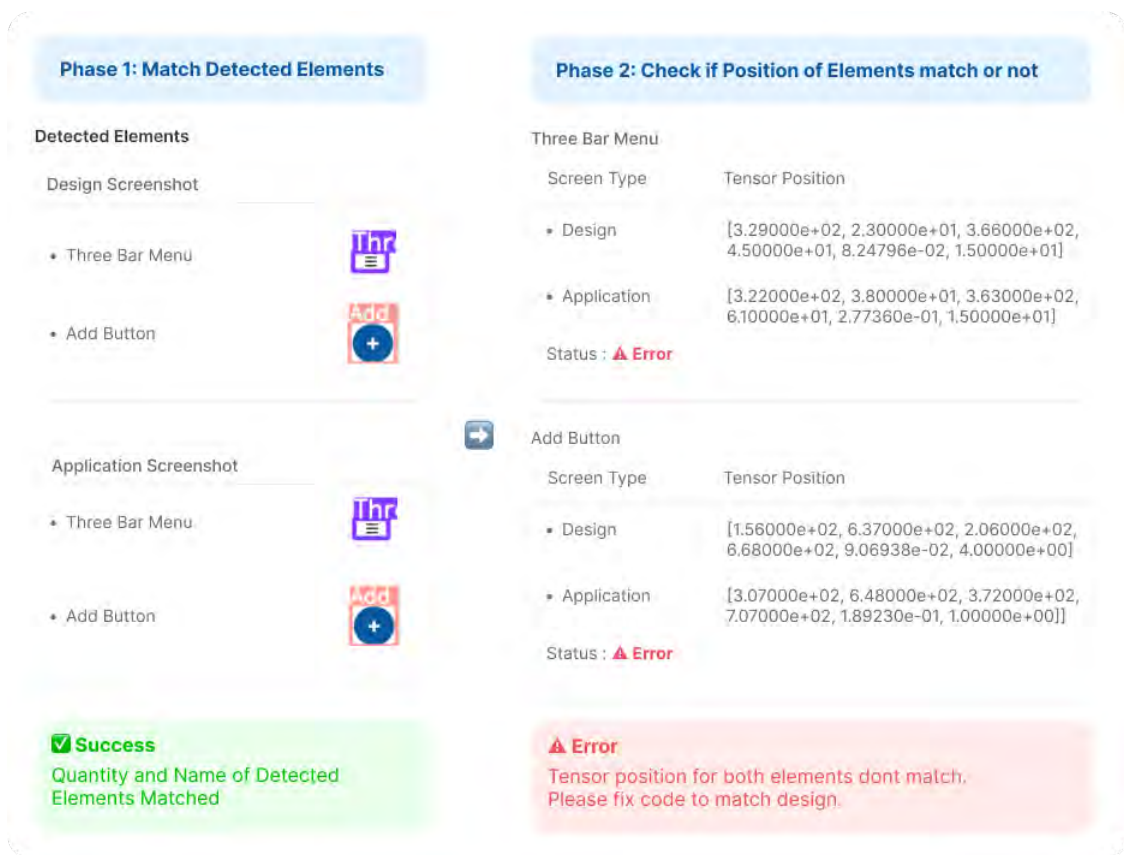 Phase 1: Match Detected Elements
Detected Elements
Design Screenshot
• Three Bar Menu
Thr
• Add Button
Add
Application Screenshot
• Three Bar Menu
Thr
• Add Button
Add
✅ Success
Quantity and Name of Detected
Elements Matched
➡
Phase 2: Check if Position of Elements match or not
Three Bar Menu
Screen Type Tensor Position
• Design [3.29000e+02, 2.30000e+01, 3.66000e+02,
4.50000e+01, 8.24796e-02, 1.50000e+01]
• Application [3.22000e+02, 3.80000e+01, 3.63000e+02,
6.10000e+01, 2.77360e-01, 1.50000e+01]
Status : ⚠ Error
Add Button
Screen Type Tensor Position
• Design [1.56000e+02, 6.37000e+02, 2.06000e+02,
6.68000e+02, 9.06938e-02, 4.00000e+00]
• Application [3.07000e+02, 6.48000e+02, 3.72000e+02,
7.07000e+02, 1.89230e-01, 1.00000e+00]]
Status : ⚠ Error
⚠ Error
Tensor position for both elements dont match.
Please fix code to match design.